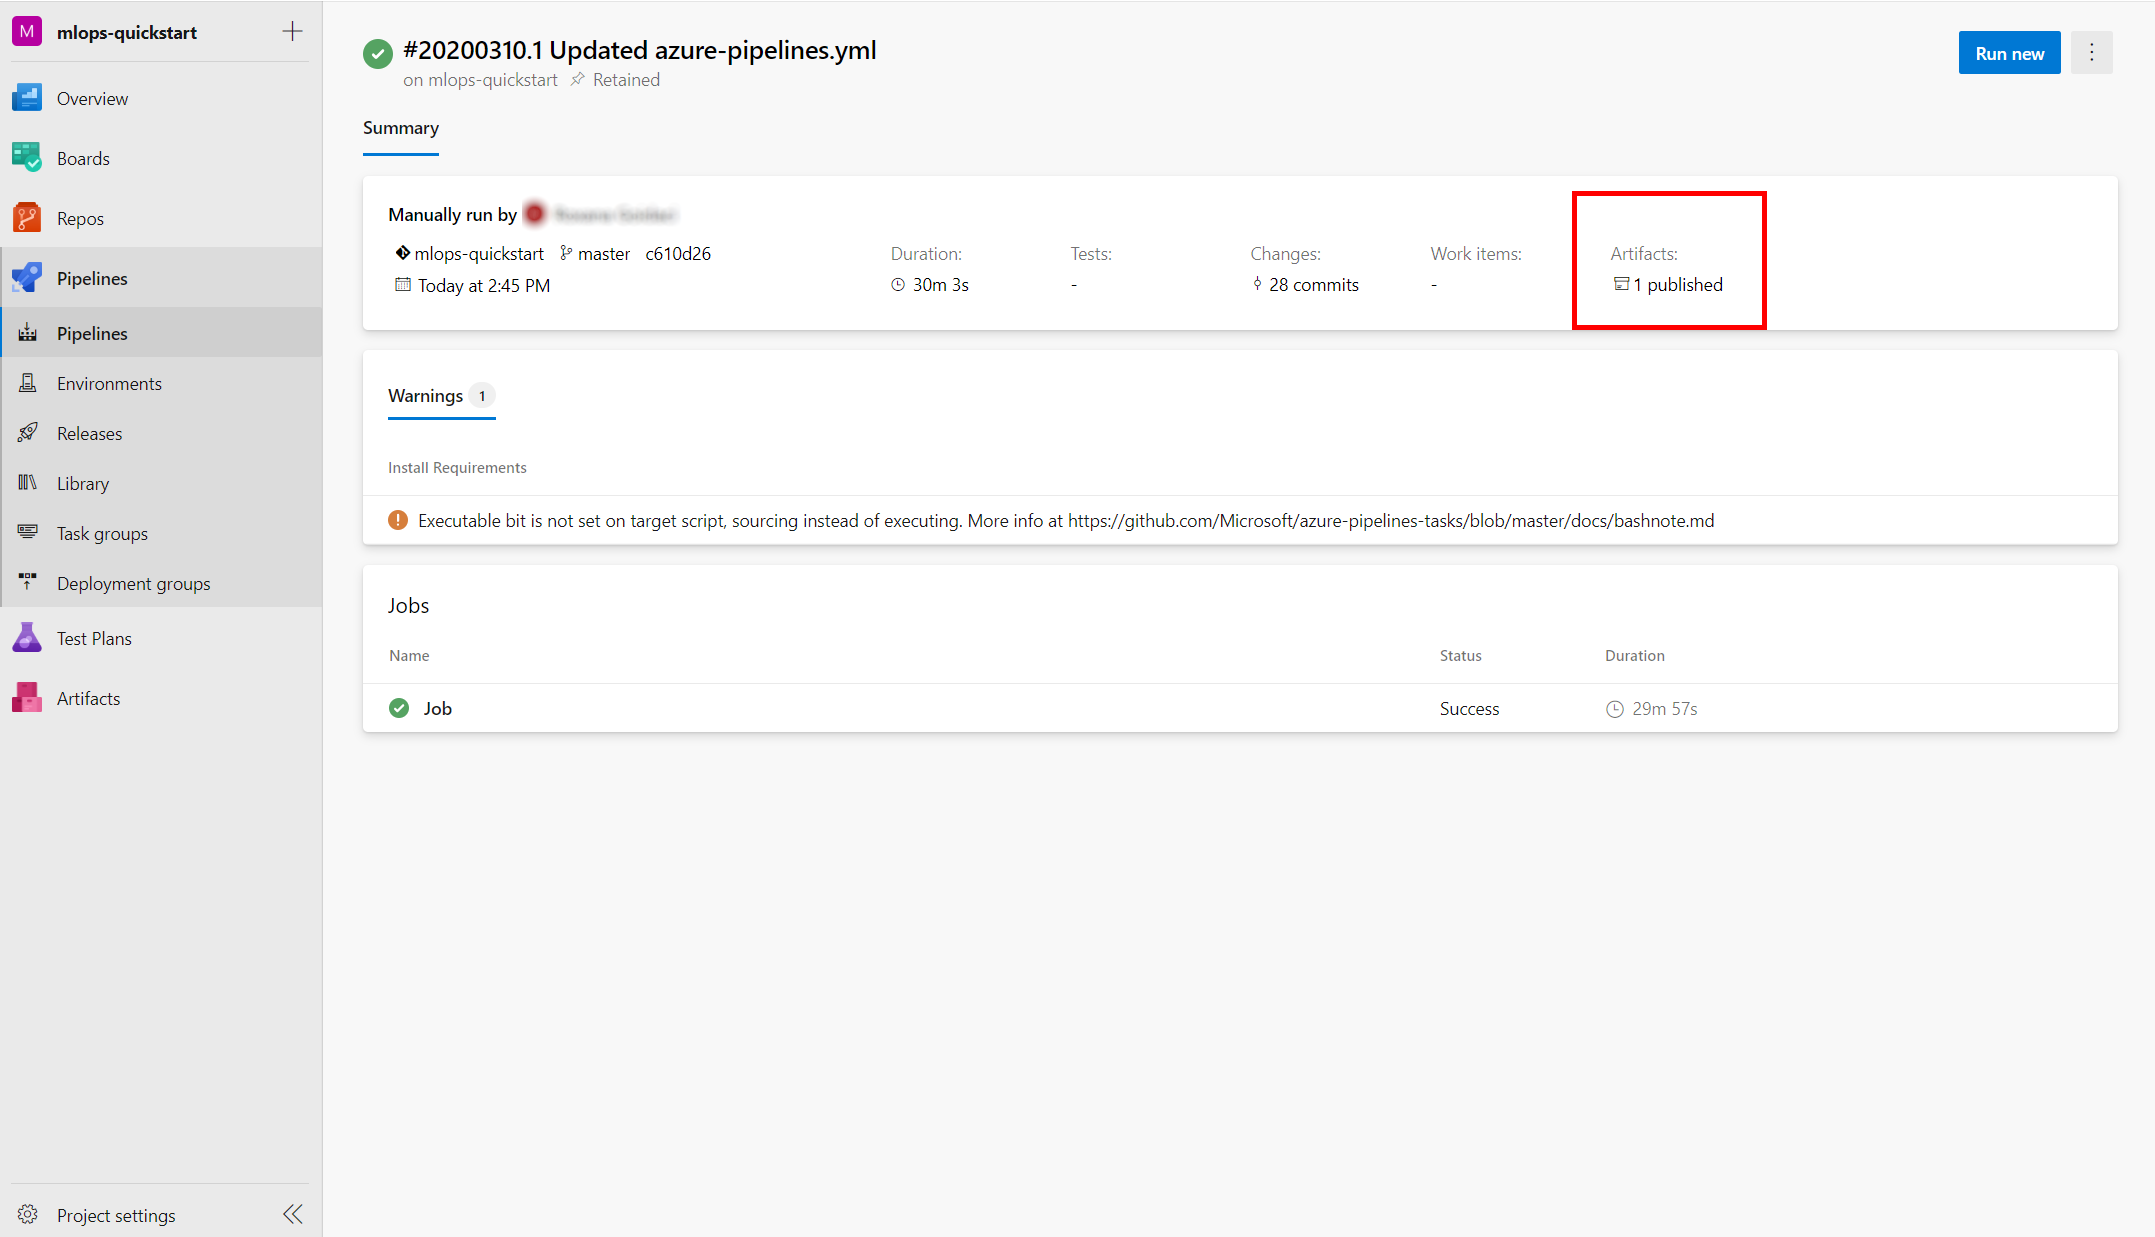 M mlops-quickstart
Overview
Boards
Repos
Pipelines
Pipelines
Environments
Releases
Library
Task groups
Deployment groups
Test Plans
Artifacts
Project settings
#20200310.1 Updated azure-pipelines.yml
on mlops-quickstart Retained
Run new
Summary
Manually run by
mlops-quickstart master c610d26
Today at 2:45 PM
Duration:
30m 3s
Tests:
-
Changes:
28 commits
Work items:
-
Artifacts:
1 published
Warnings 1
Install Requirements
Executable bit is not set on target script, sourcing instead of executing. More info at https://github.com/Microsoft/azure-pipelines-tasks/blob/master/docs/bashnote.md
Jobs
Name Status Duration
Job Success 29m 57s